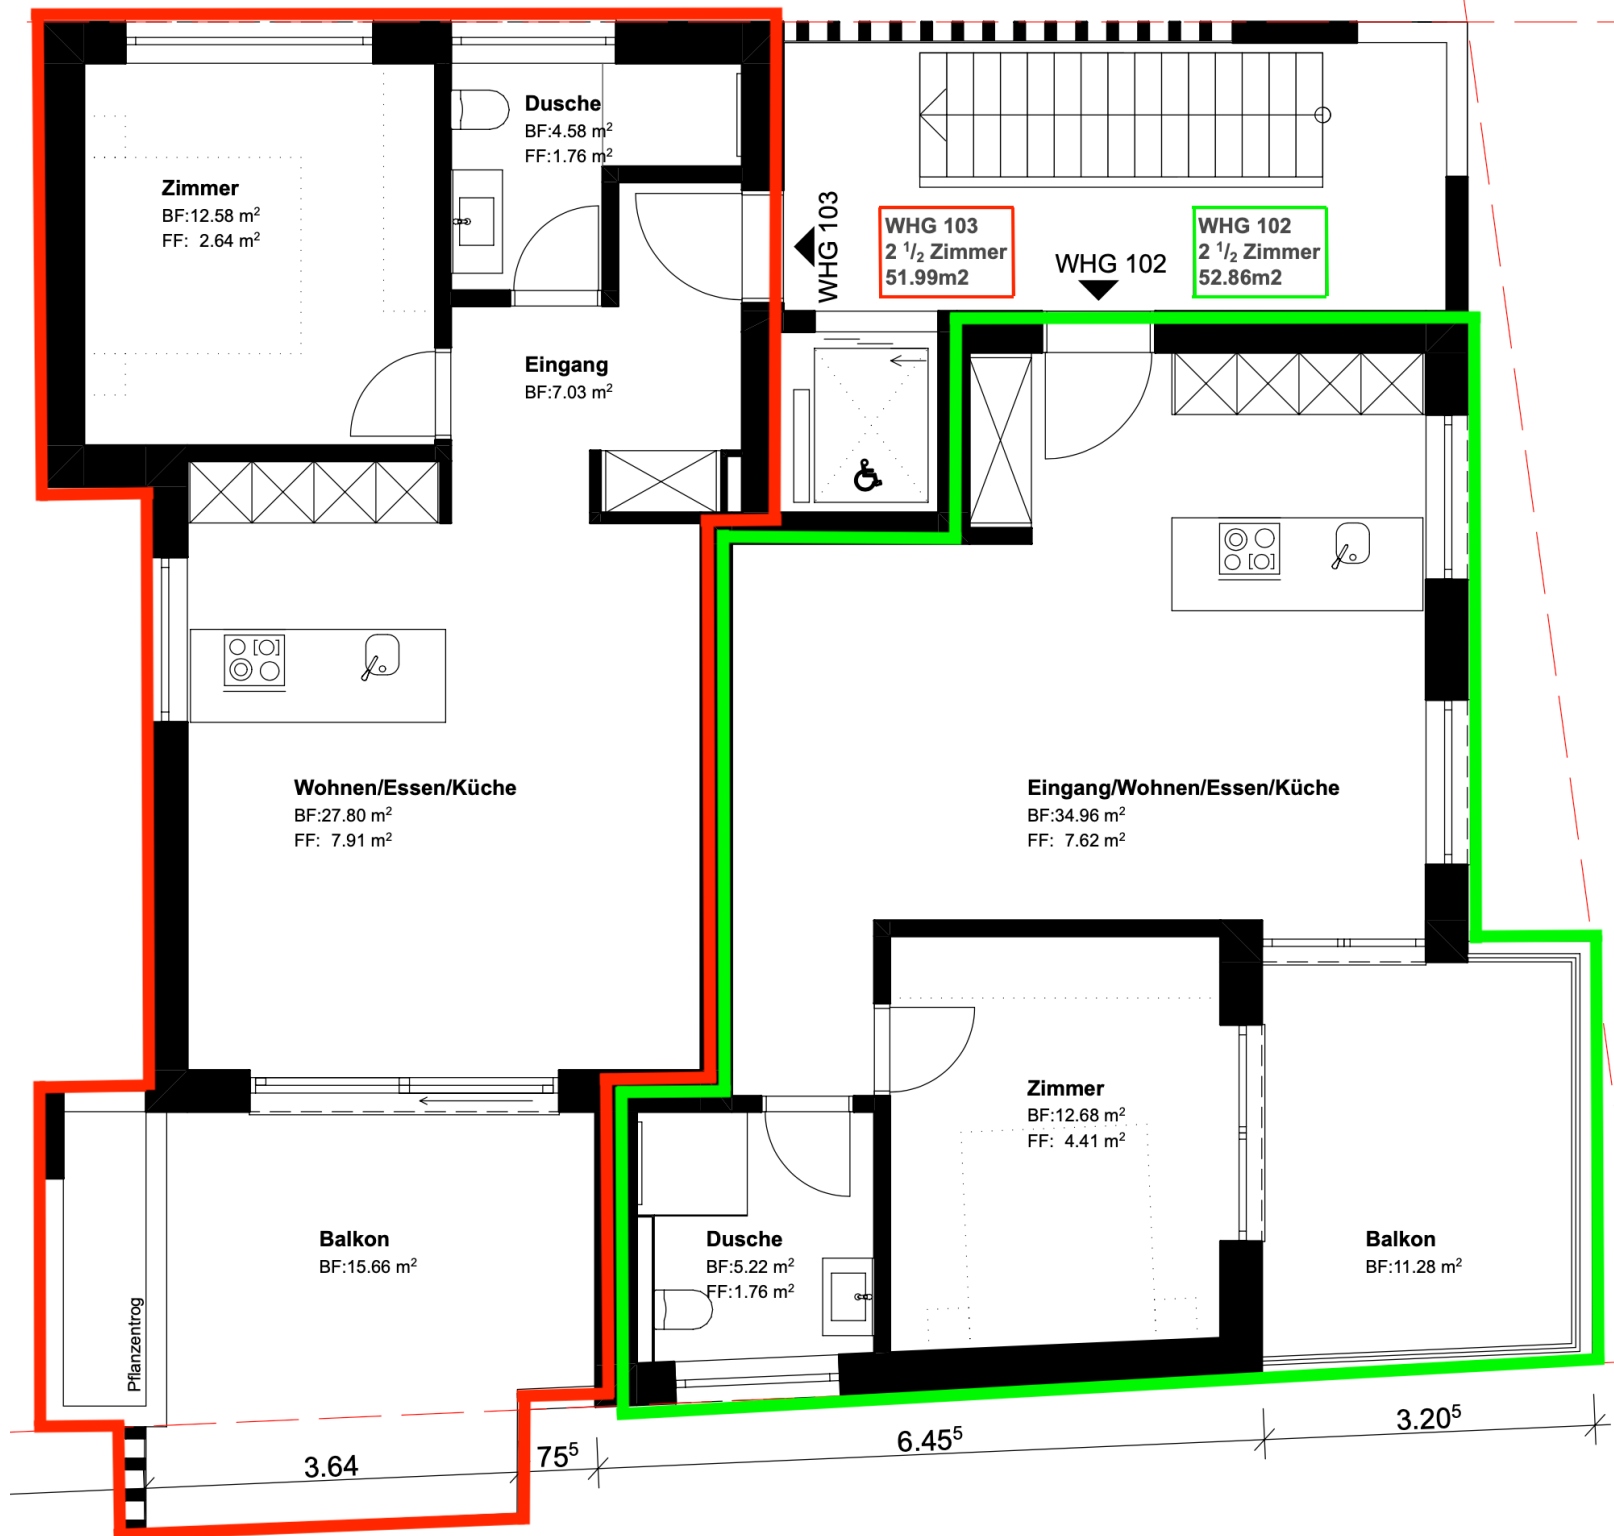 Dusche
BF:4.58 m²
FF:1.76 m²
Zimmer
BF:12.58 m²
FF: 2.64 m²
WHG 103
WHG 103
2 ¹/₂ Zimmer
51.99m2
WHG 102
WHG 102
2 ¹/₂ Zimmer
52.86m2
Eingang
BF:7.03 m²
Wohnen/Essen/Küche
BF:27.80 m²
FF: 7.91 m²
Eingang/Wohnen/Essen/Küche
BF:34.96 m²
FF: 7.62 m²
Zimmer
BF:12.68 m²
FF: 4.41 m²
Balkon
BF:15.66 m²
Dusche
BF:5.22 m²
FF:1.76 m²
Balkon
BF:11.28 m²
Pflanzentrog
3.64
75⁵
6.45⁵
3.20⁵